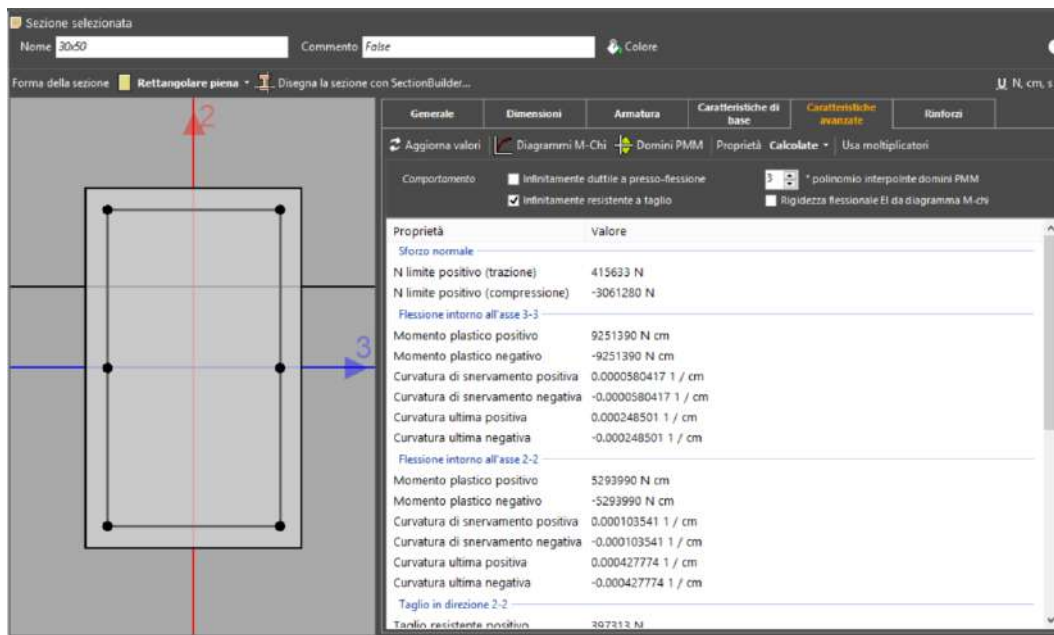 Sezione selezionata
Nome 30x50 Commento False Colore
Forma della sezione Rettangolare piena Disegna la sezione con SectionBuilder... U N, cm, s
2
3
Generale Dimensioni Armatura Caratteristiche di base Caratteristiche avanzate Rinforzi
Aggiorna valori Diagrammi M-Chi Domini PMM Proprietà Calcolate Usa moltiplicatori
Comportamento Infinitamente duttile a presso-flessione 3 ° polinomio interpolnte domini PMM
Infinitamente resistente a taglio Rigidezza flessionale EI da diagramma M-chi
Proprietà Valore
Sforzo normale
N limite positivo (trazione) 415633 N
N limite positivo (compressione) -3061280 N
Flessione intorno all'asse 3-3
Momento plastico positivo 9251390 N cm
Momento plastico negativo -9251390 N cm
Curvatura di snervamento positiva 0.0000580417 1 / cm
Curvatura di snervamento negativa -0.0000580417 1 / cm
Curvatura ultima positiva 0.000248501 1 / cm
Curvatura ultima negativa -0.000248501 1 / cm
Flessione intorno all'asse 2-2
Momento plastico positivo 5293990 N cm
Momento plastico negativo -5293990 N cm
Curvatura di snervamento positiva 0.000103541 1 / cm
Curvatura di snervamento negativa -0.000103541 1 / cm
Curvatura ultima positiva 0.000427774 1 / cm
Curvatura ultima negativa -0.000427774 1 / cm
Taglio in direzione 2-2
Taglio resistente positivo 397313 N